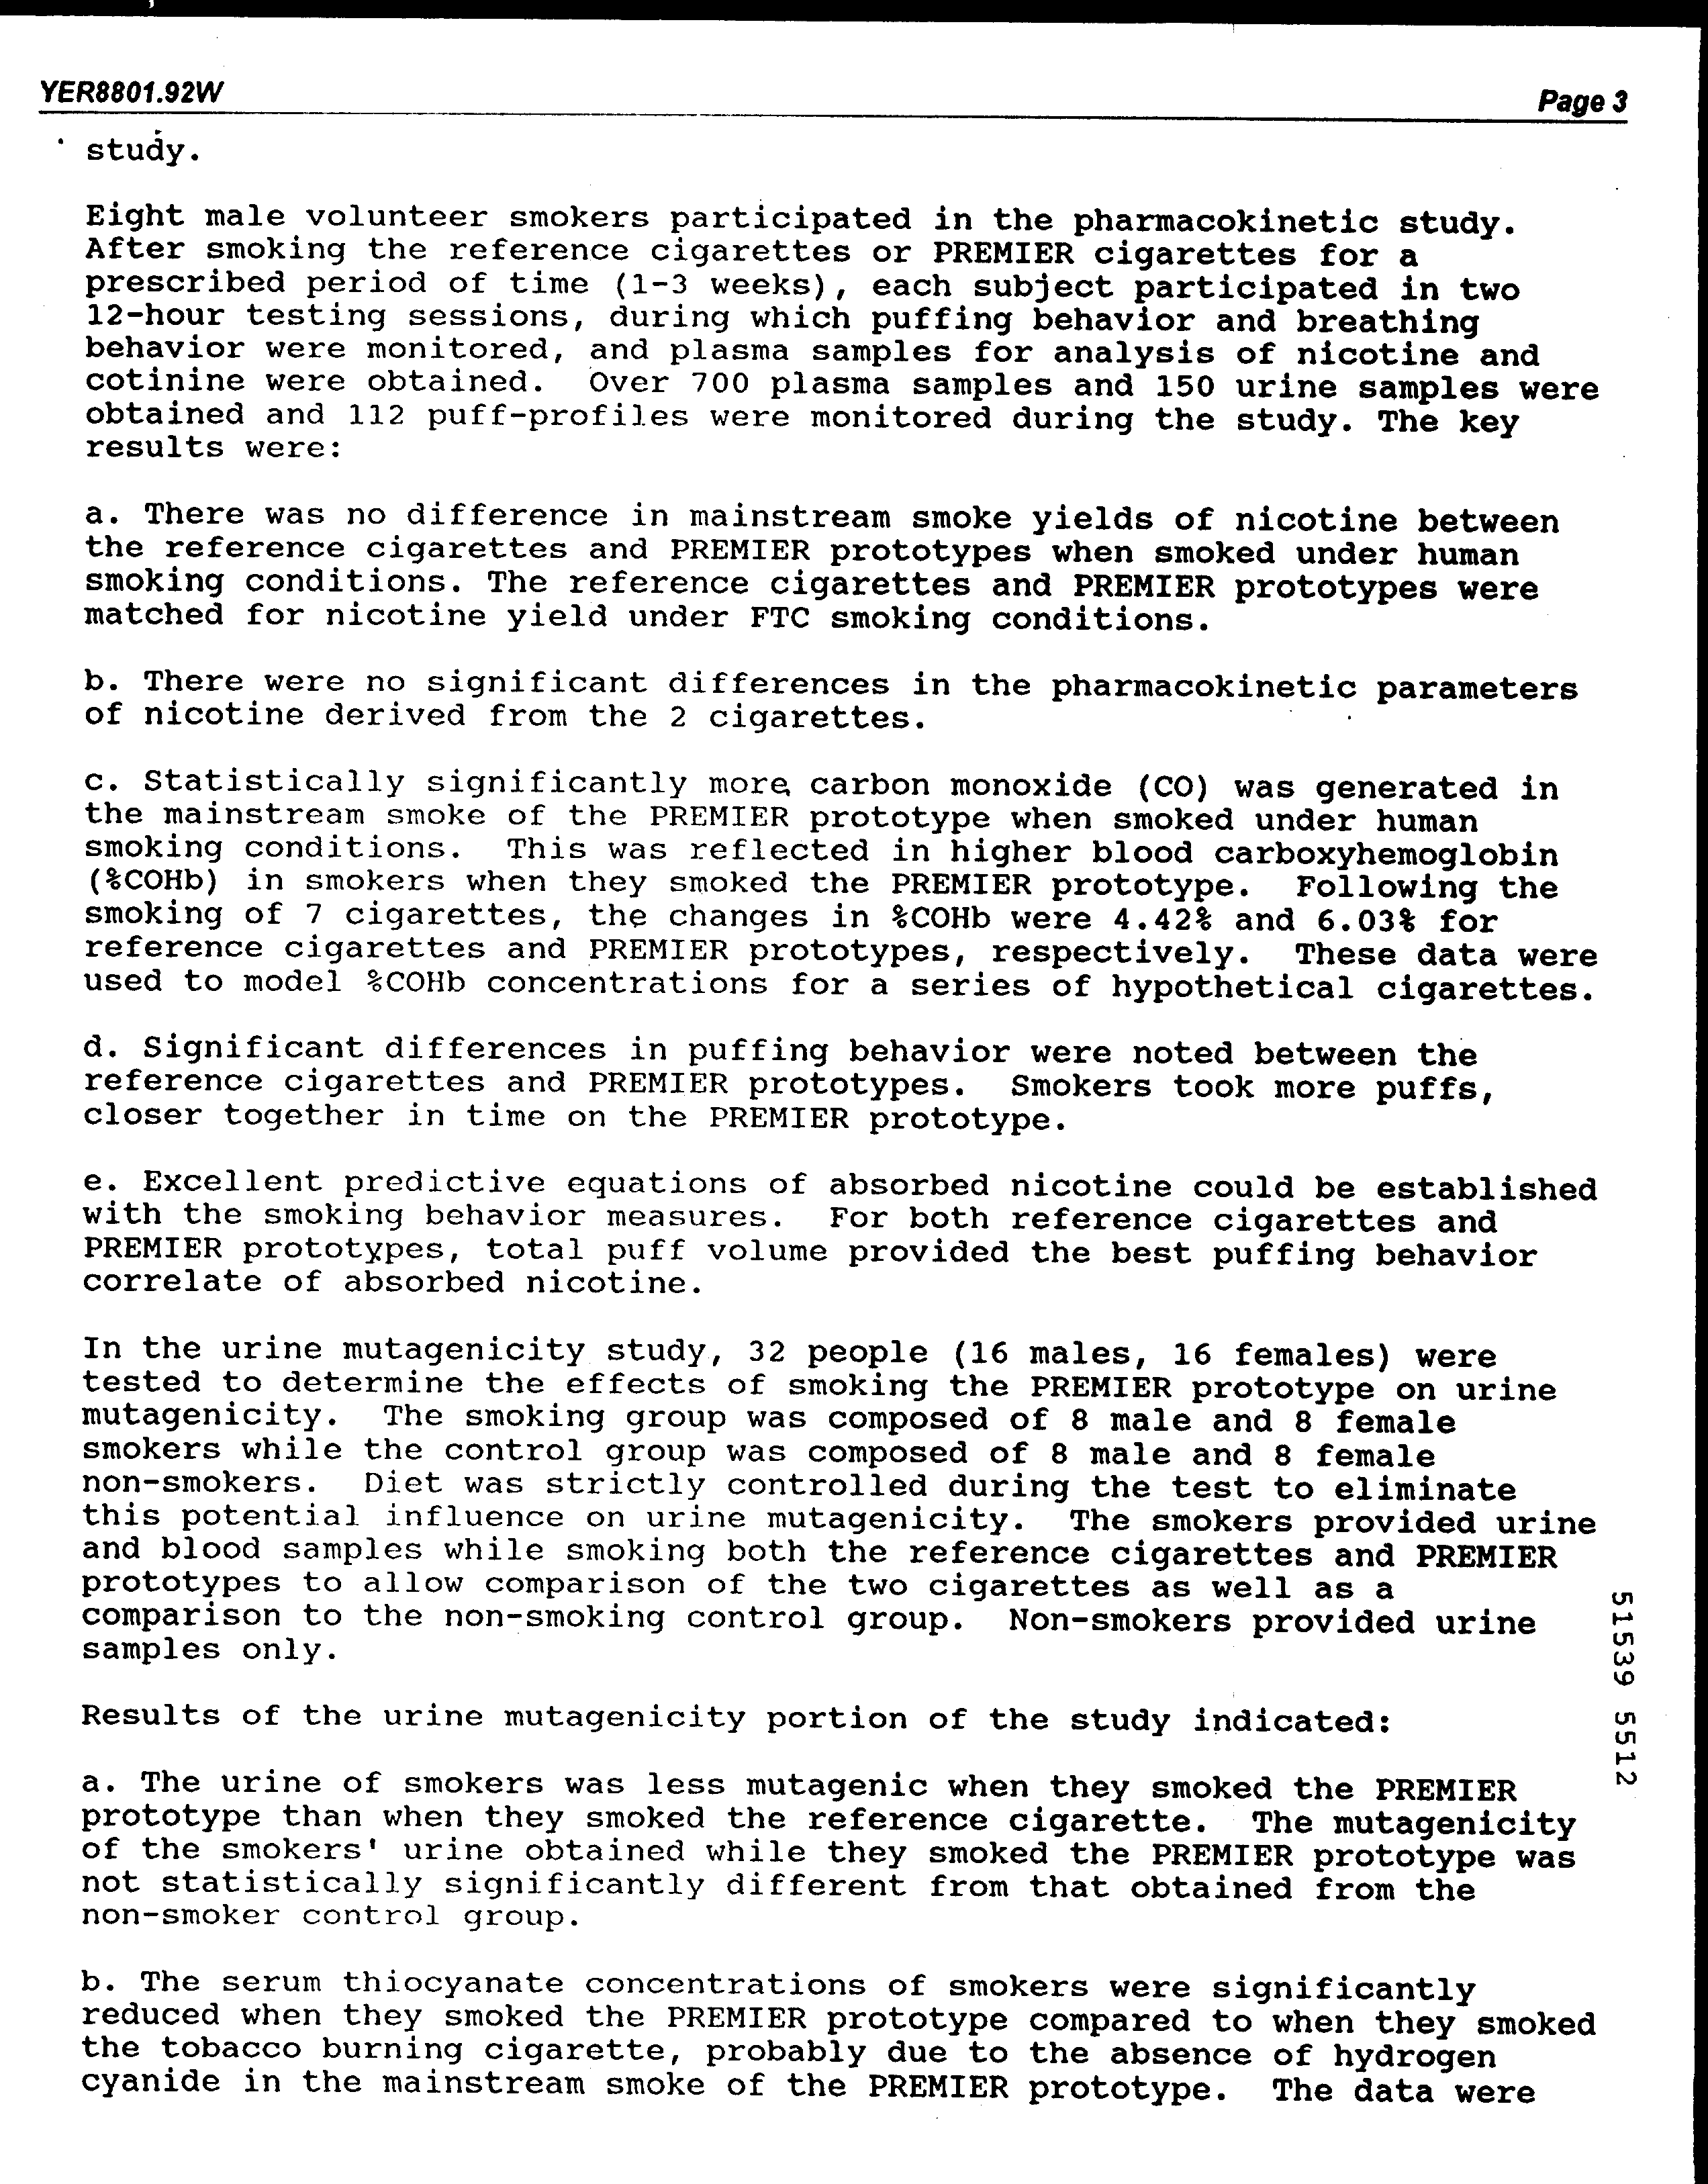 YER8801.92W
Page 3
study.
Eight male volunteer smokers participated in the pharmacokinetic study.
After smoking the reference cigarettes or PREMIER cigarettes for a
prescribed period of time (1-3 weeks), each subject participated in two
12-hour testing sessions, during which puffing behavior and breathing
behavior were monitored, and plasma samples for analysis of nicotine and
cotinine were obtained.  Over 700 plasma samples and 150 urine samples were
obtained and 112 puff-profiles were monitored during the study. The key
results were:
a. There was no difference in mainstream smoke yields of nicotine between
the reference cigarettes and PREMIER prototypes when smoked under human
smoking conditions. The reference cigarettes and PREMIER prototypes were
matched for nicotine yield under FTC smoking conditions.
b. There were no significant differences in the pharmacokinetic parameters
of nicotine derived from the 2 cigarettes.
c. Statistically significantly more carbon monoxide (CO) was generated in
the mainstream smoke of the PREMIER prototype when smoked under human
smoking conditions.  This was reflected in higher blood carboxyhemoglobin
(%COHb) in smokers when they smoked the PREMIER prototype.  Following the
smoking of 7 cigarettes, the changes in %COHb were 4.42% and 6.03% for
reference cigarettes and PREMIER prototypes, respectively.  These data were
used to model %COHb concentrations for a series of hypothetical cigarettes.
d. Significant differences in puffing behavior were noted between the
reference cigarettes and PREMIER prototypes.  Smokers took more puffs,
closer together in time on the PREMIER prototype.
e. Excellent predictive equations of absorbed nicotine could be established
with the smoking behavior measures.  For both reference cigarettes and
PREMIER prototypes, total puff volume provided the best puffing behavior
correlate of absorbed nicotine.
In the urine mutagenicity study, 32 people (16 males, 16 females) were
tested to determine the effects of smoking the PREMIER prototype on urine
mutagenicity.  The smoking group was composed of 8 male and 8 female
smokers while the control group was composed of 8 male and 8 female
non-smokers.  Diet was strictly controlled during the test to eliminate
this potential influence on urine mutagenicity.  The smokers provided urine
and blood samples while smoking both the reference cigarettes and PREMIER
prototypes to allow comparison of the two cigarettes as well as a
comparison to the non-smoking control group.  Non-smokers provided urine
samples only.
Results of the urine mutagenicity portion of the study indicated:
a. The urine of smokers was less mutagenic when they smoked the PREMIER
prototype than when they smoked the reference cigarette.  The mutagenicity
of the smokers' urine obtained while they smoked the PREMIER prototype was
not statistically significantly different from that obtained from the
non-smoker control group.
b. The serum thiocyanate concentrations of smokers were significantly
reduced when they smoked the PREMIER prototype compared to when they smoked
the tobacco burning cigarette, probably due to the absence of hydrogen
cyanide in the mainstream smoke of the PREMIER prototype.  The data were
51539 5512